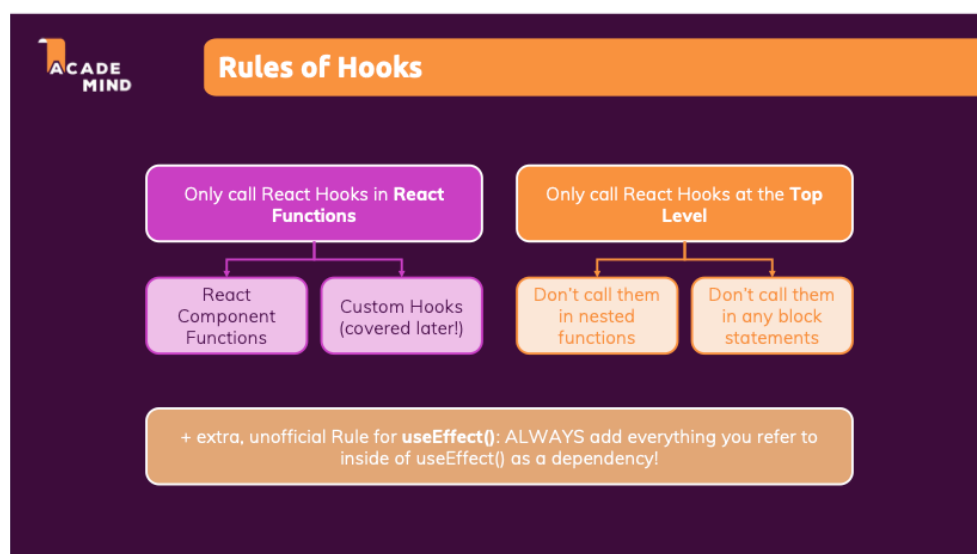 ACADE
MIND
Rules of Hooks
Only call React Hooks in React
Functions
React
Component
Functions
Custom Hooks
(covered later!)
Only call React Hooks at the Top
Level
Don't call them
in nested
functions
Don't call them
in any block
statements
+ extra, unofficial Rule for useEffect(): ALWAYS add everything you refer to
inside of useEffect() as a dependency!